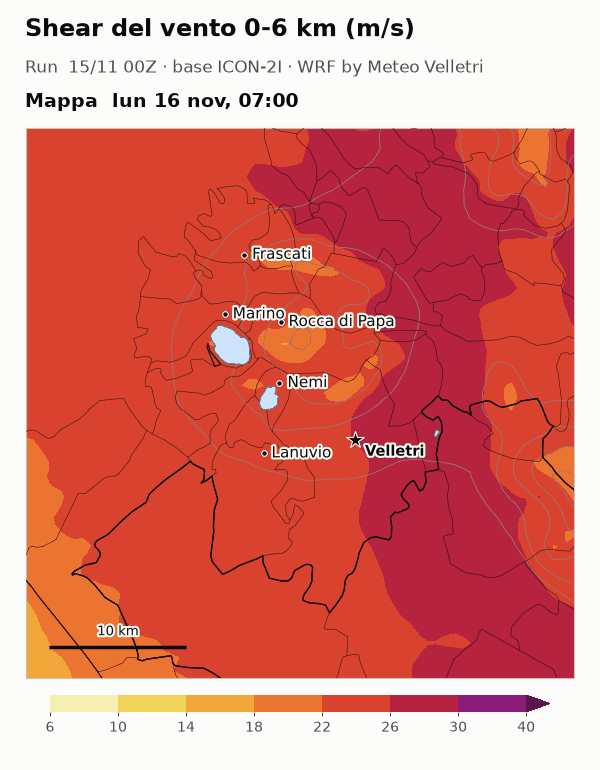 Shear del vento 0-6 km (m/s)
Run  15/11 00Z · base ICON-2I · WRF by Meteo Velletri
Mappa  lun 16 nov, 07:00
Frascati
Marino
Rocca di Papa
Nemi
Velletri
Lanuvio
10 km
6 10 14 18 22 26 30 40